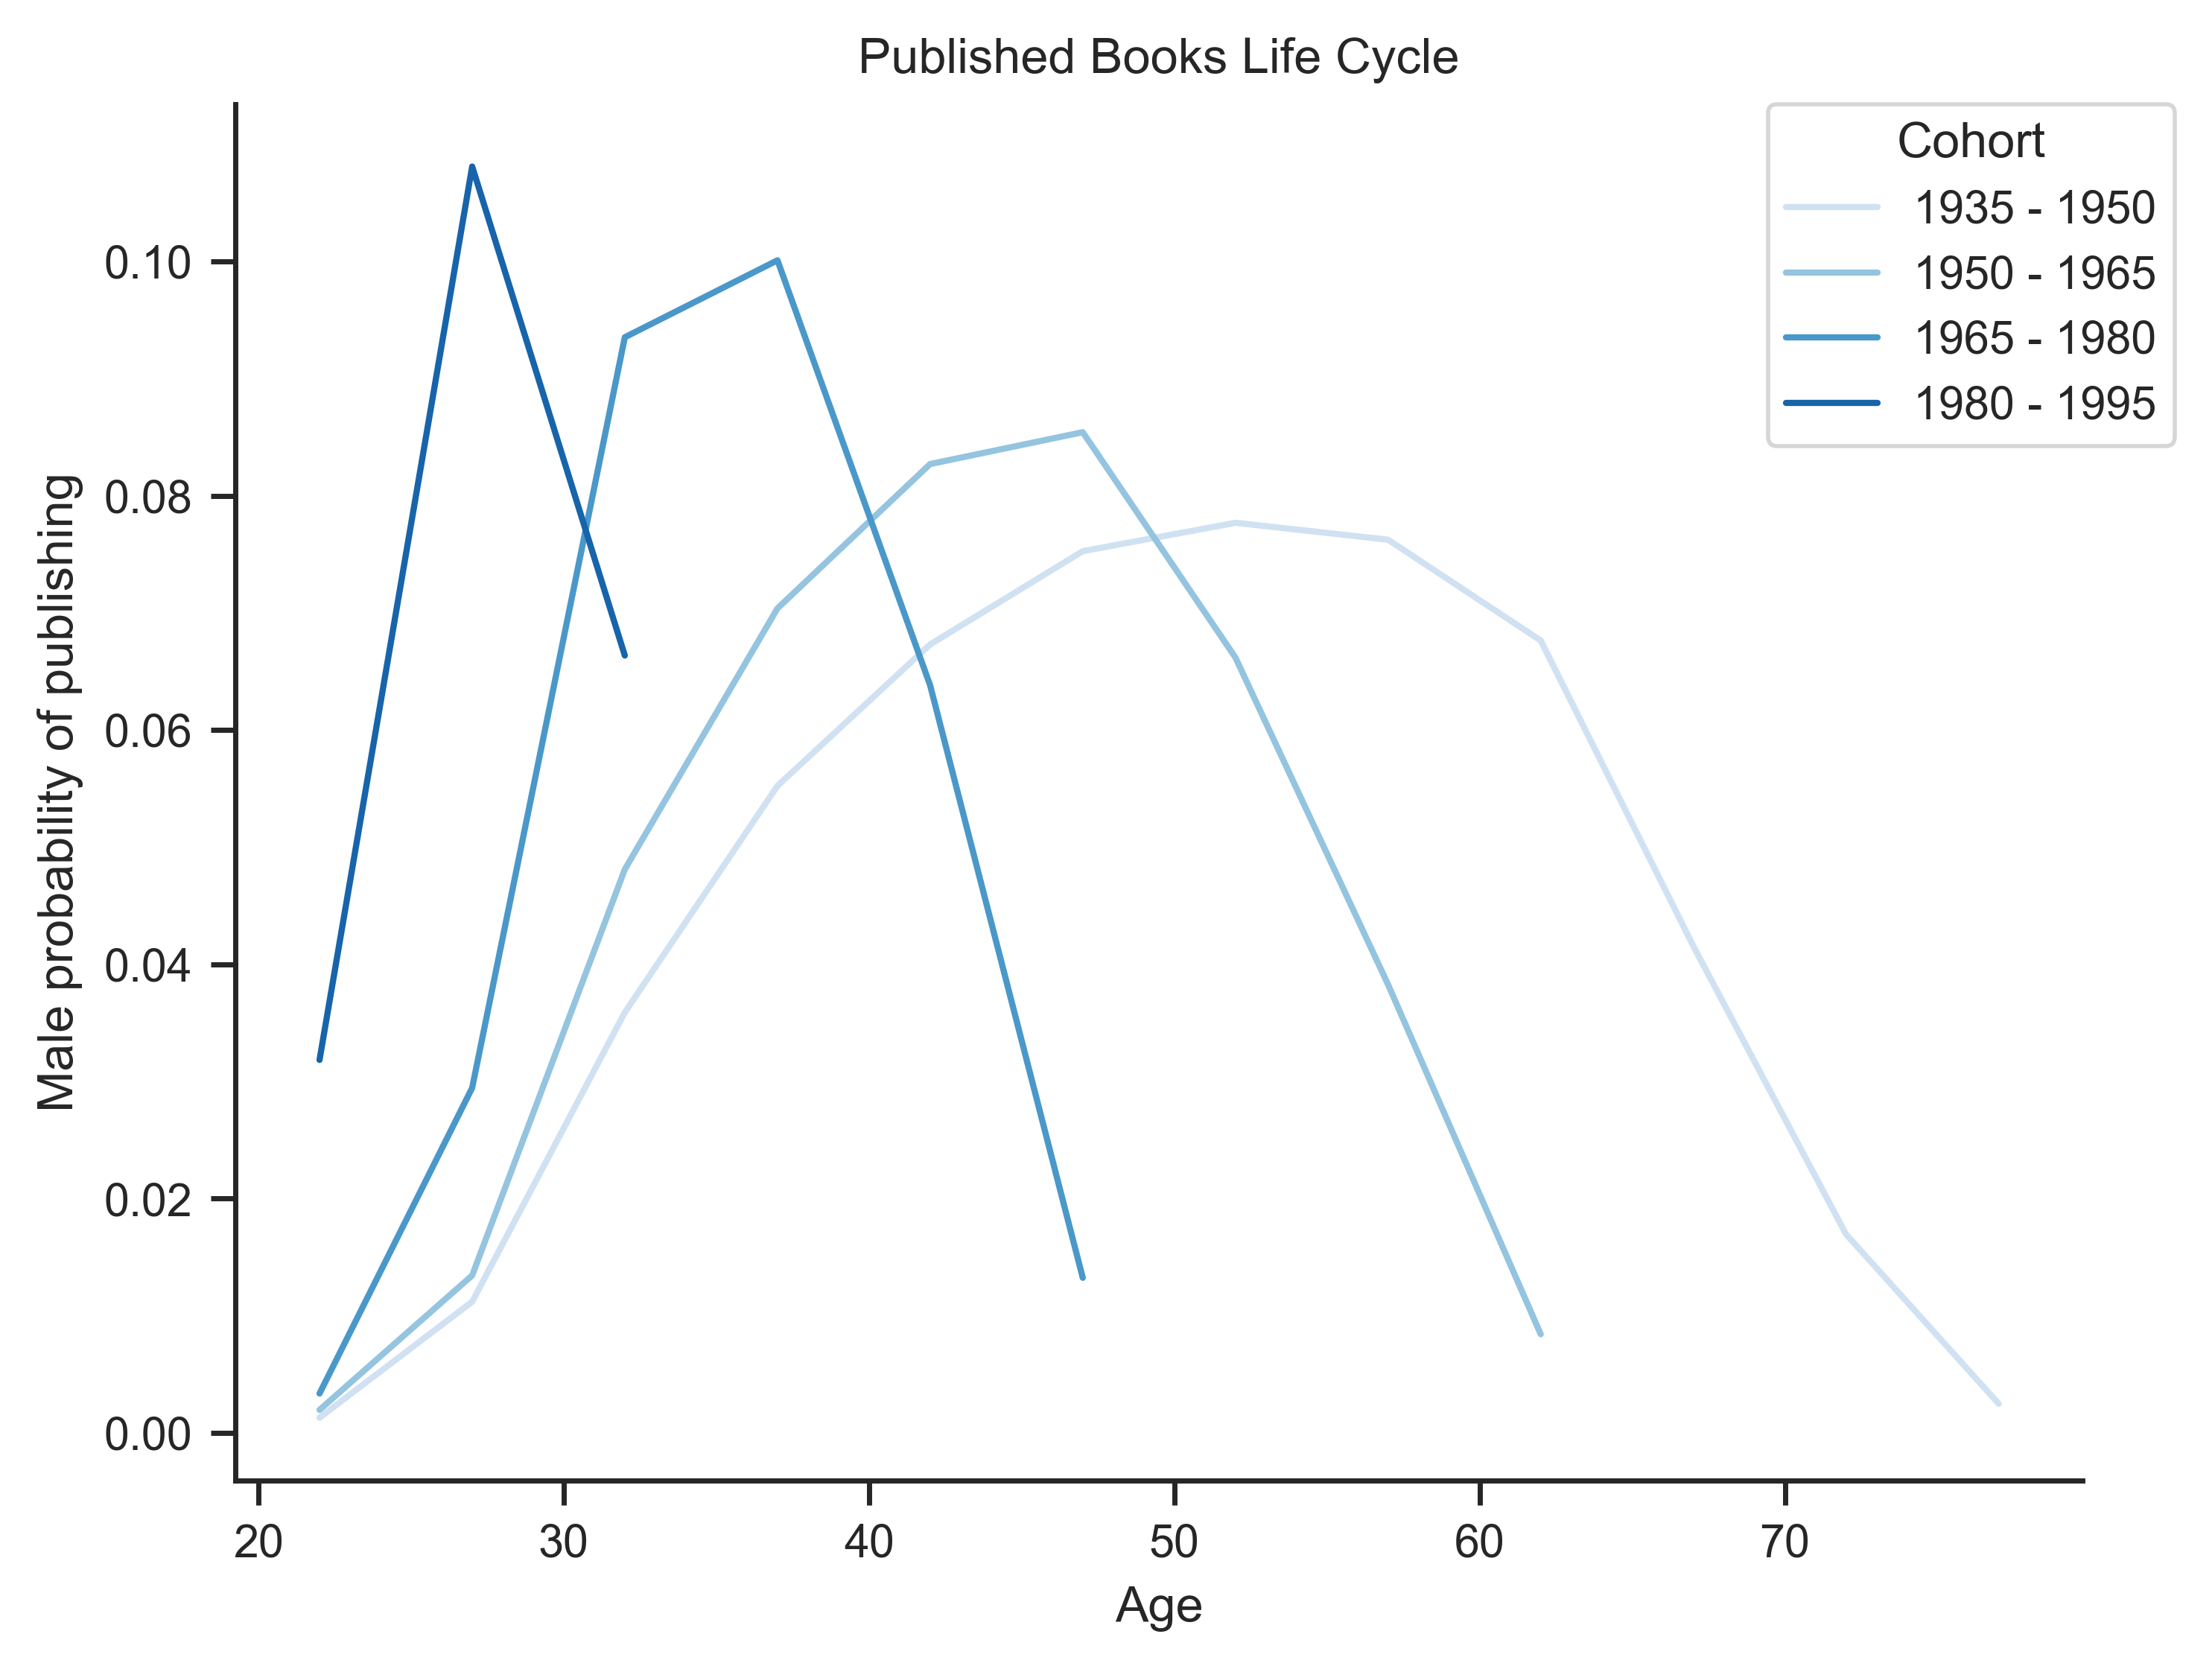 Published Books Life Cycle
Cohort
1935 - 1950
1950 - 1965
1965 - 1980
1980 - 1995
Male probability of publishing
0.10
0.08
0.06
0.04
0.02
0.00
20 30 40 50 60 70
Age